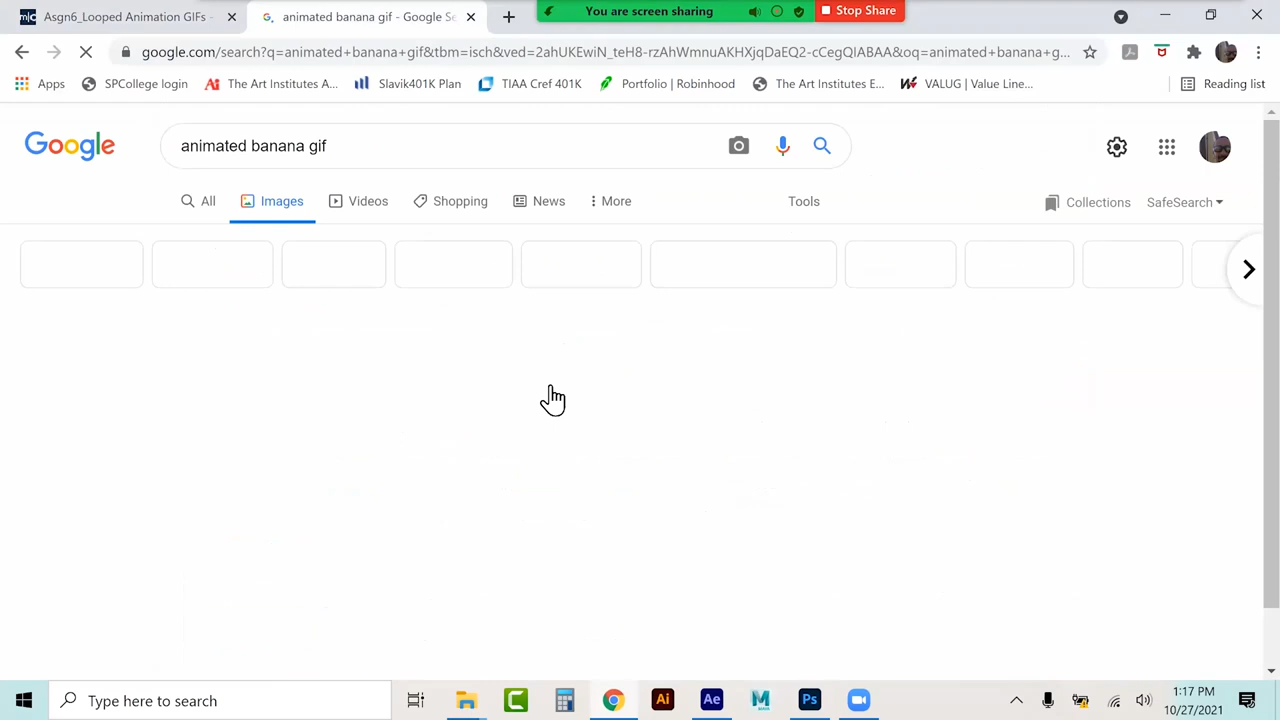 Asgn6_Looped Animation GIFs -
animated banana gif - Google Se
You are screen sharing
Stop Share
google.com/search?q=animated+banana+gif&tbm=isch&ved=2ahUKEwiN_teH8-rzAhWmnuAKHXjqDaEQ2-cCegQIABAA&oq=animated+banana+g...
Apps
SPCollege login
The Art Institutes A...
Slavik401K Plan
TIAA Cref 401K
Portfolio | Robinhood
The Art Institutes E...
VALUG | Value Line...
Reading list
Google
animated banana gif
All
Images
Videos
Shopping
News
More
Tools
Collections
SafeSearch
Type here to search
Ai
Ae
M
Ps
1:17 PM
10/27/2021